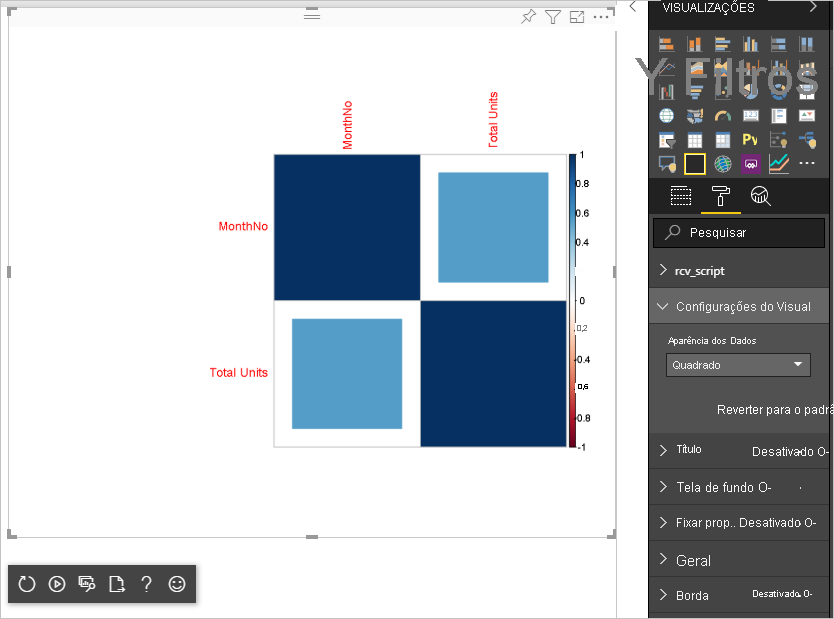 VISUALIZAÇÕES
Y Filtros
Py
MonthNo
Total Units
MonthNo
Total Units
1
0.8
0.6
0.4
0
0,2
-0.4
0,6
-0.8
-1
Pesquisar
rcv_script
Configurações do Visual
Aparência dos Dados
Quadrado
Reverter para o padrã
Título Desativado O-
Tela de fundo O-
Fixar prop.. Desativado O-
Geral
Borda Desativado O-